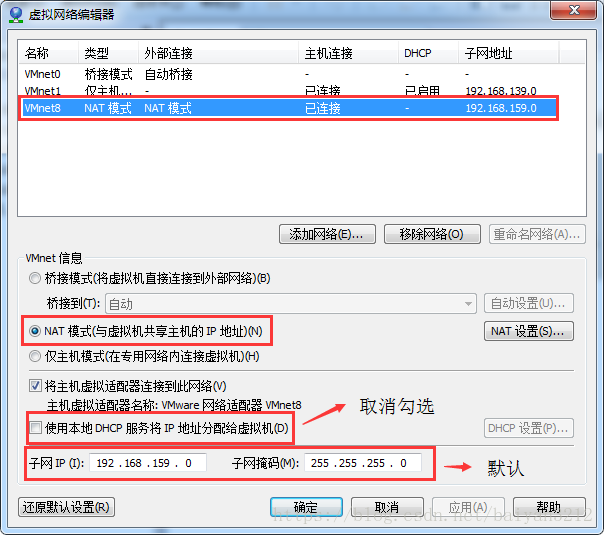 虚拟网络编辑器
名称 类型 外部连接 主机连接 DHCP 子网地址
VMnet0 桥接模式 自动桥接 - - -
VMnet1 仅主机... - 已连接 已启用 192.168.139.0
VMnet8 NAT 模式 NAT 模式 已连接 - 192.168.159.0
添加网络(E)... 移除网络(O) 重命名网络(A)...
VMnet 信息
桥接模式(将虚拟机直接连接到外部网络)(B)
桥接到(T): 自动 自动设置(U)...
NAT 模式(与虚拟机共享主机的 IP 地址)(N) NAT 设置(S)...
仅主机模式(在专用网络内连接虚拟机)(H)
将主机虚拟适配器连接到此网络(V)
主机虚拟适配器名称: VMware 网络适配器 VMnet8
取消勾选
使用本地 DHCP 服务将 IP 地址分配给虚拟机(D) DHCP 设置(P)...
子网 IP (I): 192 .168 .159 . 0 子网掩码(M): 255 .255 .255 . 0 默认
还原默认设置(R) 确定 取消 应用(A) 帮助